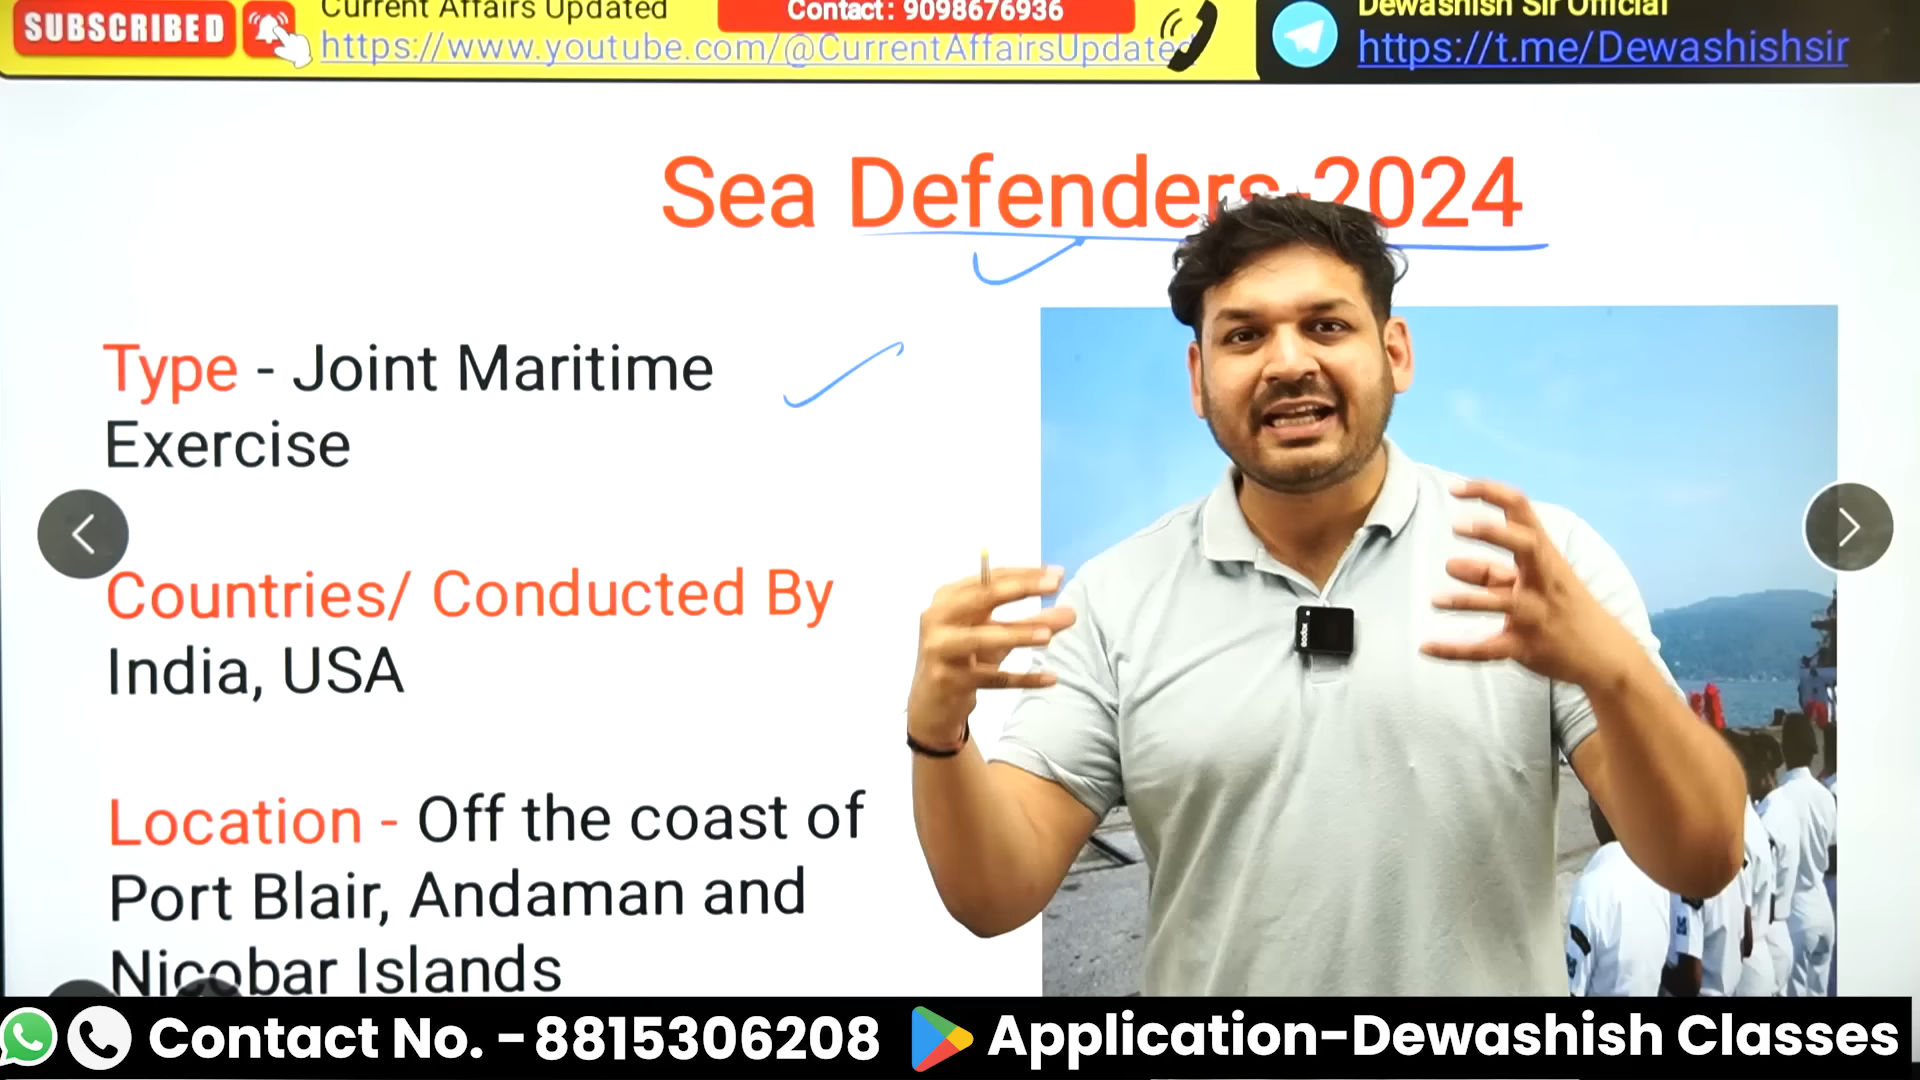 SUBSCRIBED
Current Affairs Updated
https://www.youtube.com/@CurrentAffairsUpdated
Contact: 9098676936
Dewashish Sir Official
https://t.me/Dewashishsir
Sea Defenders-2024
Type - Joint Maritime
Exercise
Countries/ Conducted By
India, USA
Location - Off the coast of
Port Blair, Andaman and
Nicobar Islands
Contact No. - 8815306208
Application-Dewashish Classes